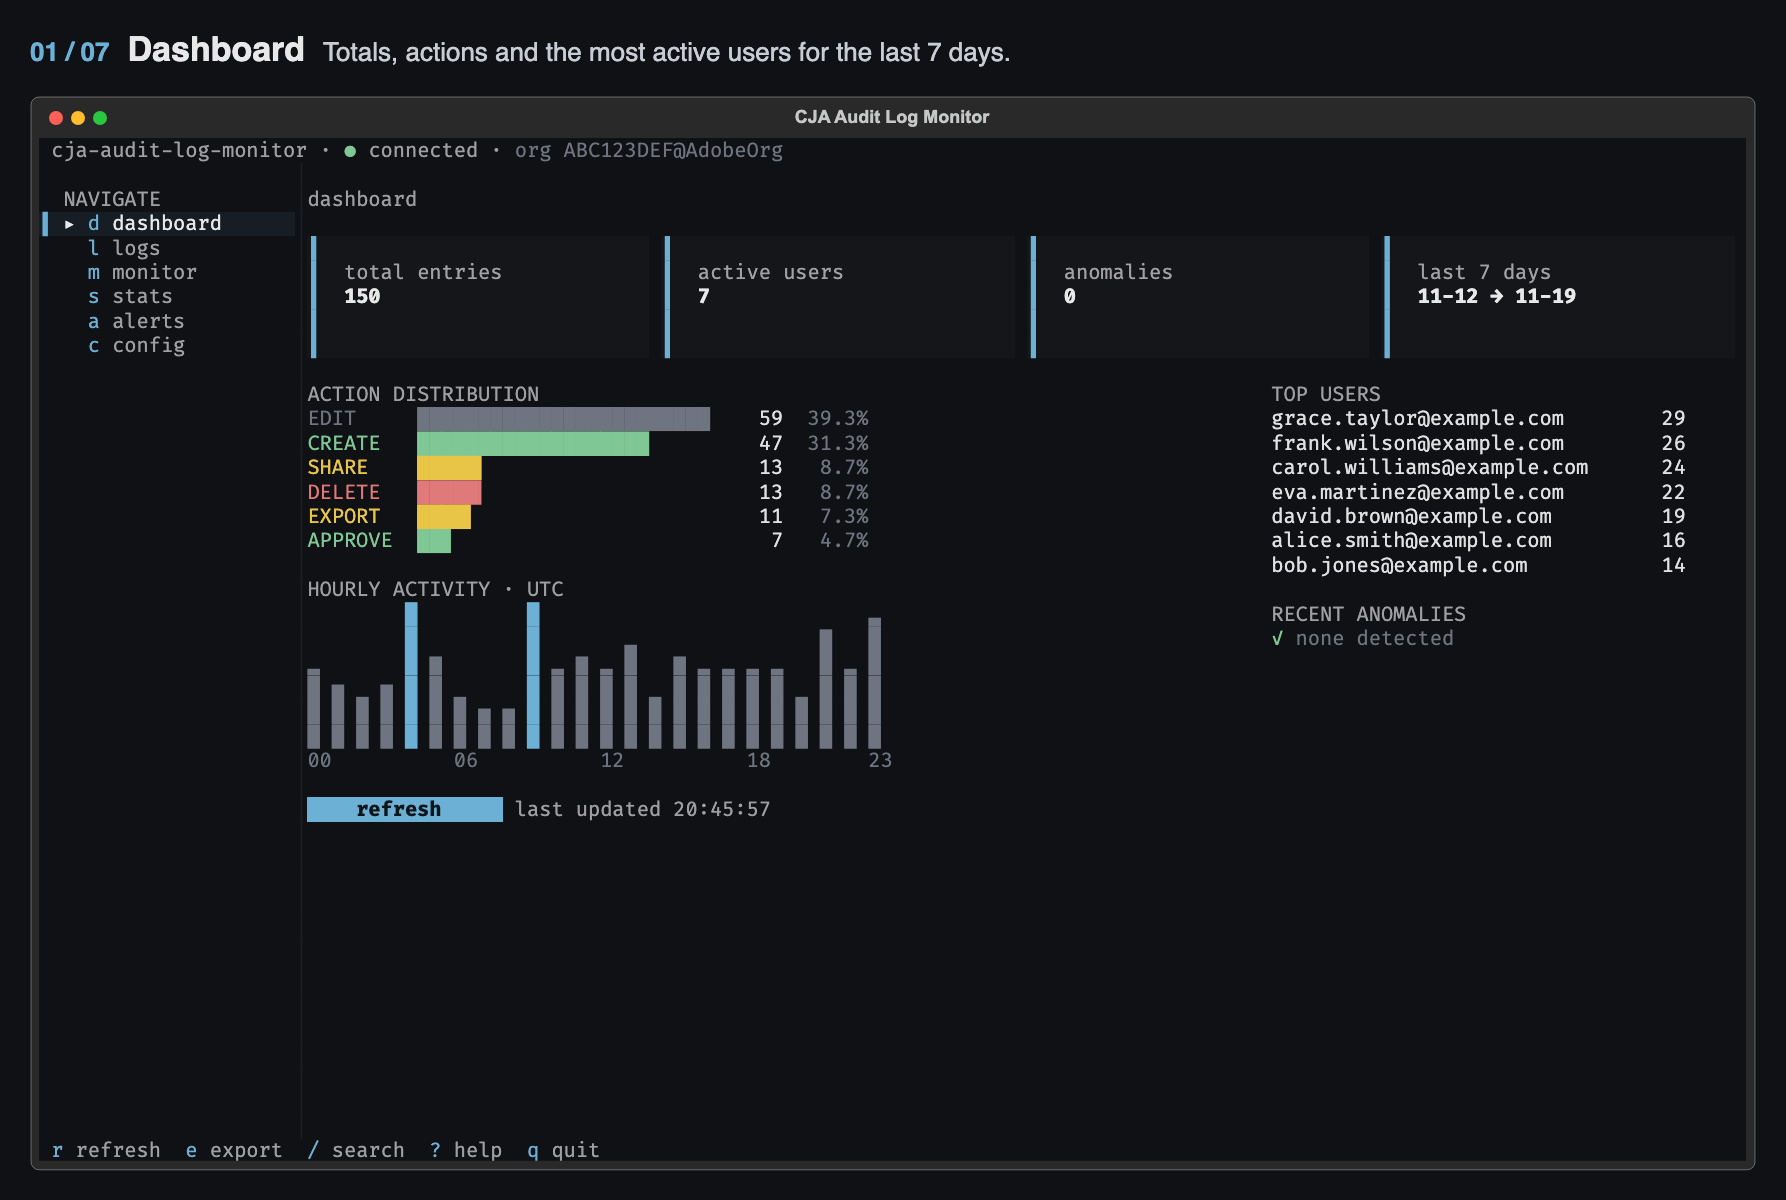 01 / 07 Dashboard Totals, actions and the most active users for the last 7 days.
CJA Audit Log Monitor
cja-audit-log-monitor · ● connected · org ABC123DEF@AdobeOrg
NAVIGATE
▸ d dashboard
l logs
m monitor
s stats
a alerts
c config
dashboard
total entries
150
active users
7
anomalies
0
last 7 days
11-12 → 11-19
ACTION DISTRIBUTION
EDIT 59 39.3%
CREATE 47 31.3%
SHARE 13 8.7%
DELETE 13 8.7%
EXPORT 11 7.3%
APPROVE 7 4.7%
TOP USERS
grace.taylor@example.com 29
frank.wilson@example.com 26
carol.williams@example.com 24
eva.martinez@example.com 22
david.brown@example.com 19
alice.smith@example.com 16
bob.jones@example.com 14
RECENT ANOMALIES
√ none detected
HOURLY ACTIVITY · UTC
00 06 12 18 23
refresh last updated 20:45:57
r refresh e export / search ? help q quit